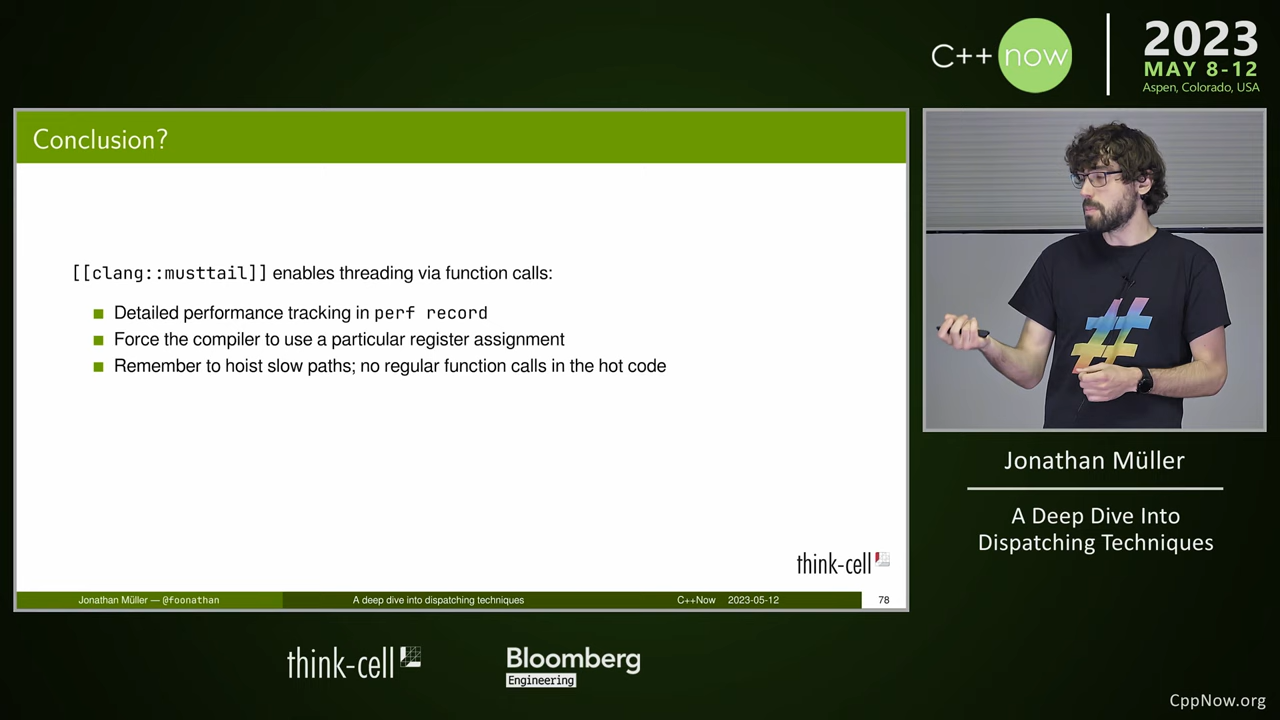 C++ now
2023
MAY 8-12
Aspen, Colorado, USA
Conclusion?
[[clang::musttail]] enables threading via function calls:
Detailed performance tracking in perf record
Force the compiler to use a particular register assignment
Remember to hoist slow paths; no regular function calls in the hot code
think-cell
Jonathan Müller — @foonathan
A deep dive into dispatching techniques
C++Now 2023-05-12
78
#
Jonathan Müller
A Deep Dive Into
Dispatching Techniques
think-cell
Bloomberg
Engineering
CppNow.org